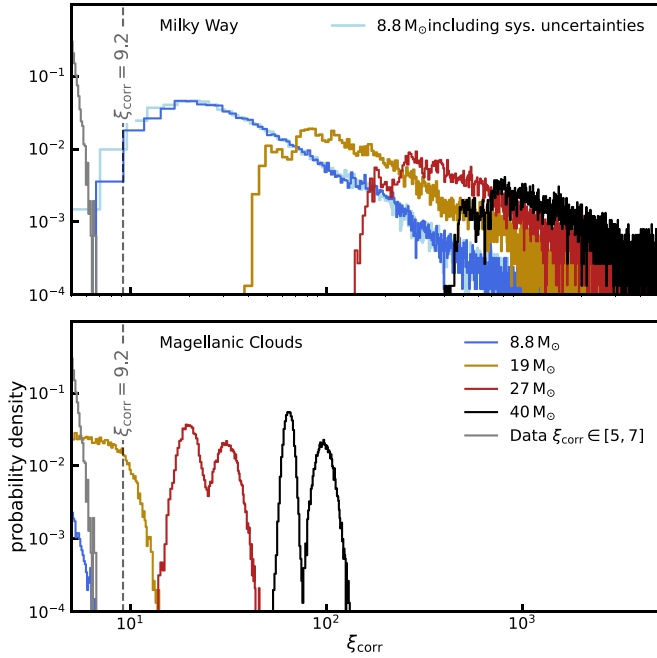 Milky Way
8.8 M☉including sys. uncertainties
ξcorr = 9.2
10⁻¹
10⁻²
10⁻³
10⁻⁴
Magellanic Clouds
8.8 M☉
19 M☉
27 M☉
40 M☉
Data ξcorr ∈ [5, 7]
ξcorr = 9.2
probability density
10⁻¹
10⁻²
10⁻³
10⁻⁴
10¹
10²
10³
ξcorr